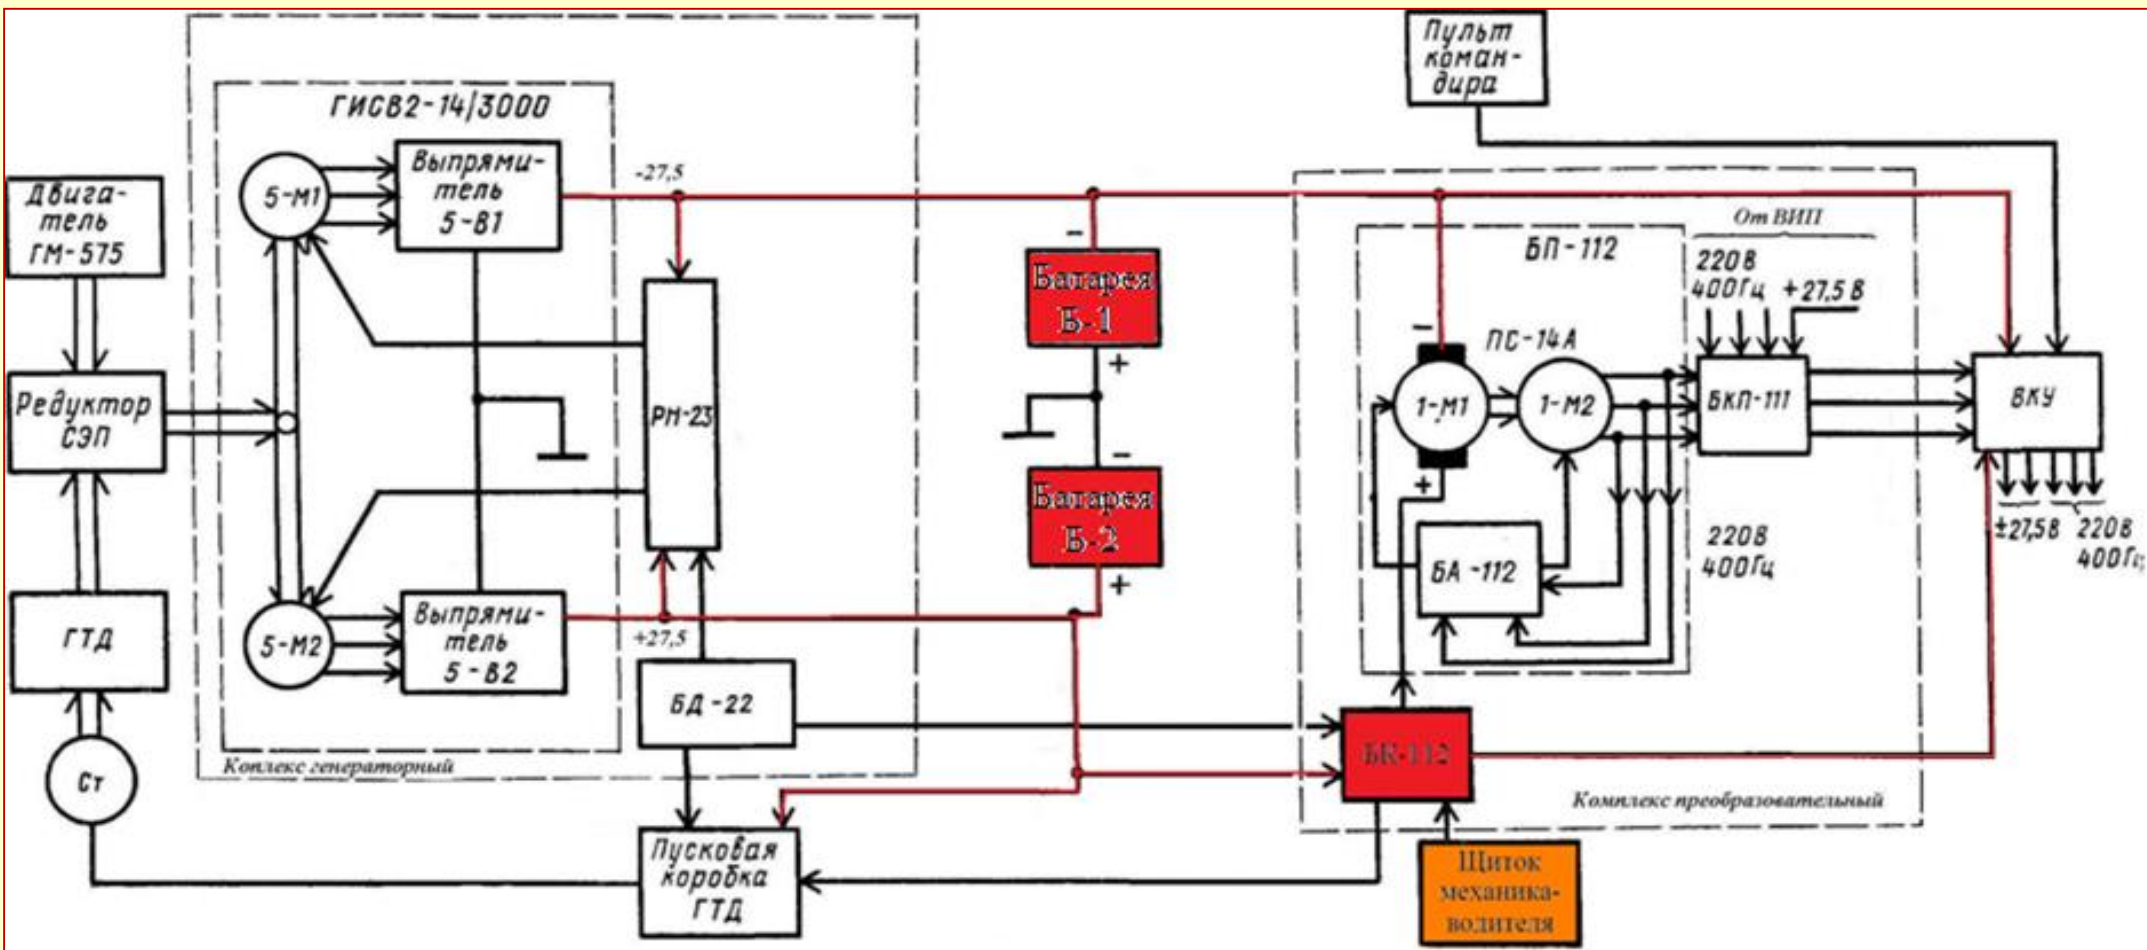 Пульт
коман-
дира
ГИСВ2-14/3000
Двига-
тель
ГМ-575
5-М1
Выпрями-
тель
5-В1
-27,5
Редуктор
СЭП
РН-23
ГТД
5-М2
Выпрями-
тель
5-В2
+27,5
БД-22
Ст
Коплекс генераторный
Пусковая
коробка
ГТД
-
Батарея
Б-1
+
-
Батарея
Б-2
+
От ВИП
БП-112
220В
400Гц
+27,5 В
-
ПС-14А
1-М1
1-М2
БКП-111
ВКУ
+
БА-112
220В
400Гц
±27,5В
220В
400Гц
БК-112
Комплекс преобразовательный
Щиток
механика-
водителя